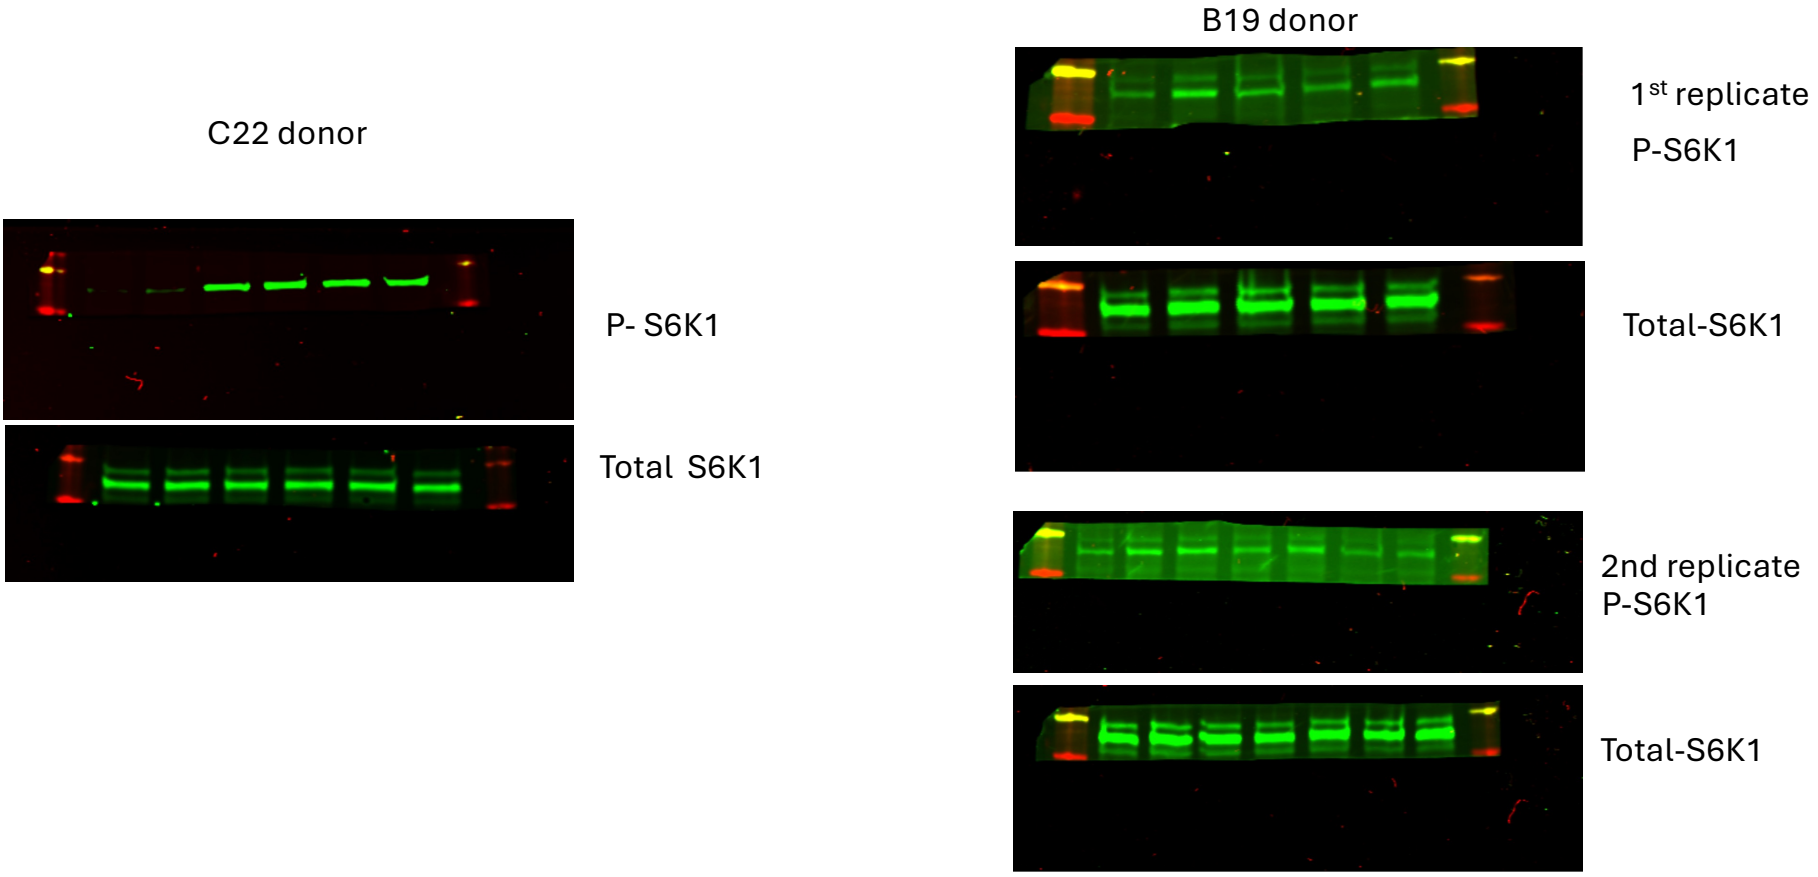 B19 donor
1st replicate
P-S6K1
C22 donor
P- S6K1
Total-S6K1
Total  S6K1
2nd replicate
P-S6K1
Total-S6K1